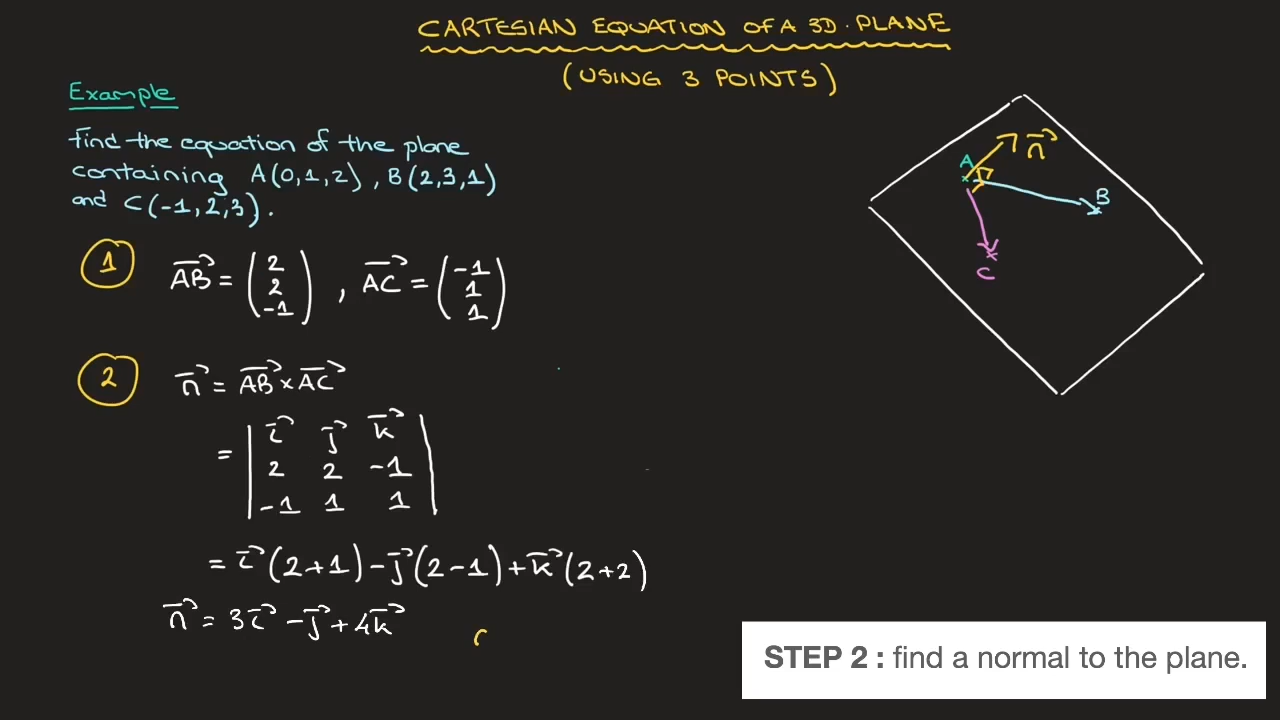 CARTESIAN EQUATION OF A 3D PLANE
(USING 3 POINTS)
Example
Find the equation of the plane
containing A(0,1,2), B(2,3,1)
and C(-1,2,3).
1 AB⃗ = (2 2 -1), AC⃗ = (-1 1 1)
2 n⃗ = AB⃗ × AC⃗
= | i⃗ j⃗ k⃗
2 2 -1
-1 1 1 |
= i⃗(2+1) - j⃗(2-1) + k⃗(2+2)
n⃗ = 3i⃗ - j⃗ + 4k⃗
A
n⃗
B
C
STEP 2 : find a normal to the plane.